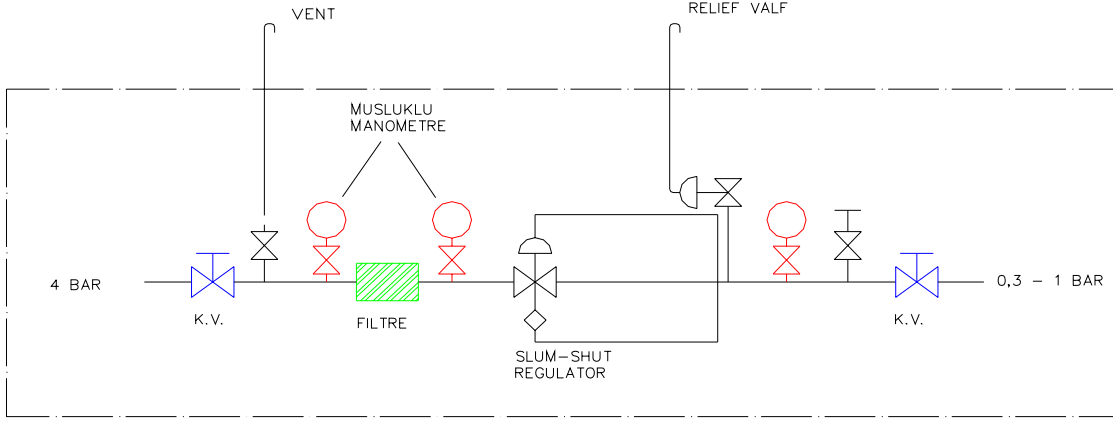 VENT
RELIEF VALF
MUSLUKLU
MANOMETRE
4 BAR
0,3 - 1 BAR
K.V.
FILTRE
K.V.
SLUM-SHUT
REGULATOR